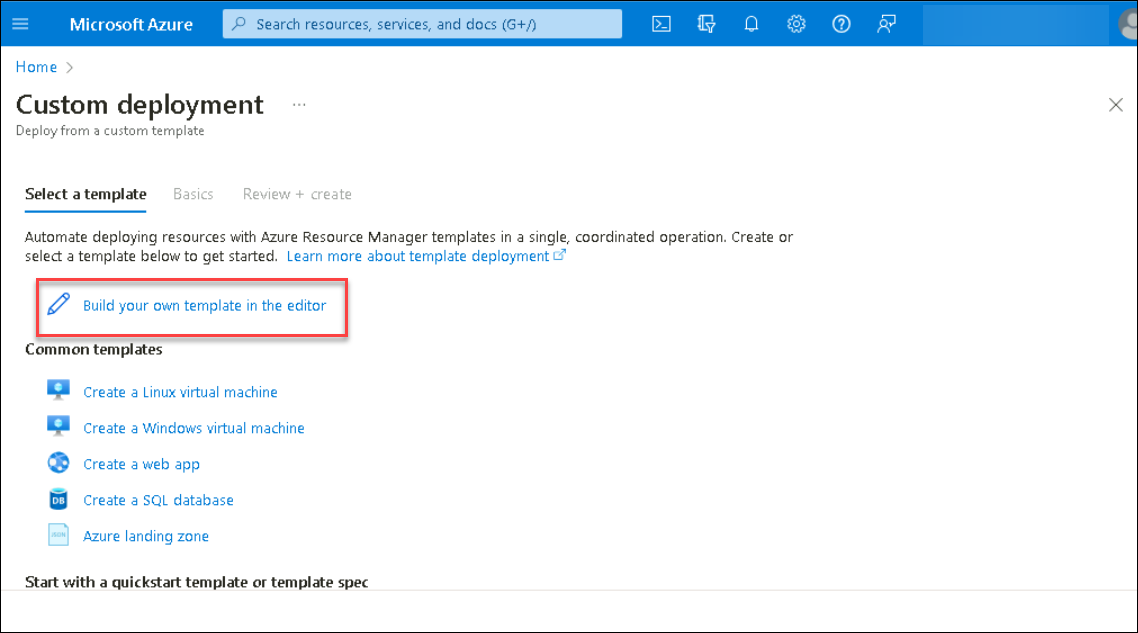 Microsoft Azure
Search resources, services, and docs (G+/)
Home
Custom deployment
...
Deploy from a custom template
Select a template
Basics
Review + create
Automate deploying resources with Azure Resource Manager templates in a single, coordinated operation. Create or
select a template below to get started. Learn more about template deployment
Build your own template in the editor
Common templates
Create a Linux virtual machine
Create a Windows virtual machine
Create a web app
DB
Create a SQL database
JSON
Azure landing zone
Start with a quickstart template or template spec